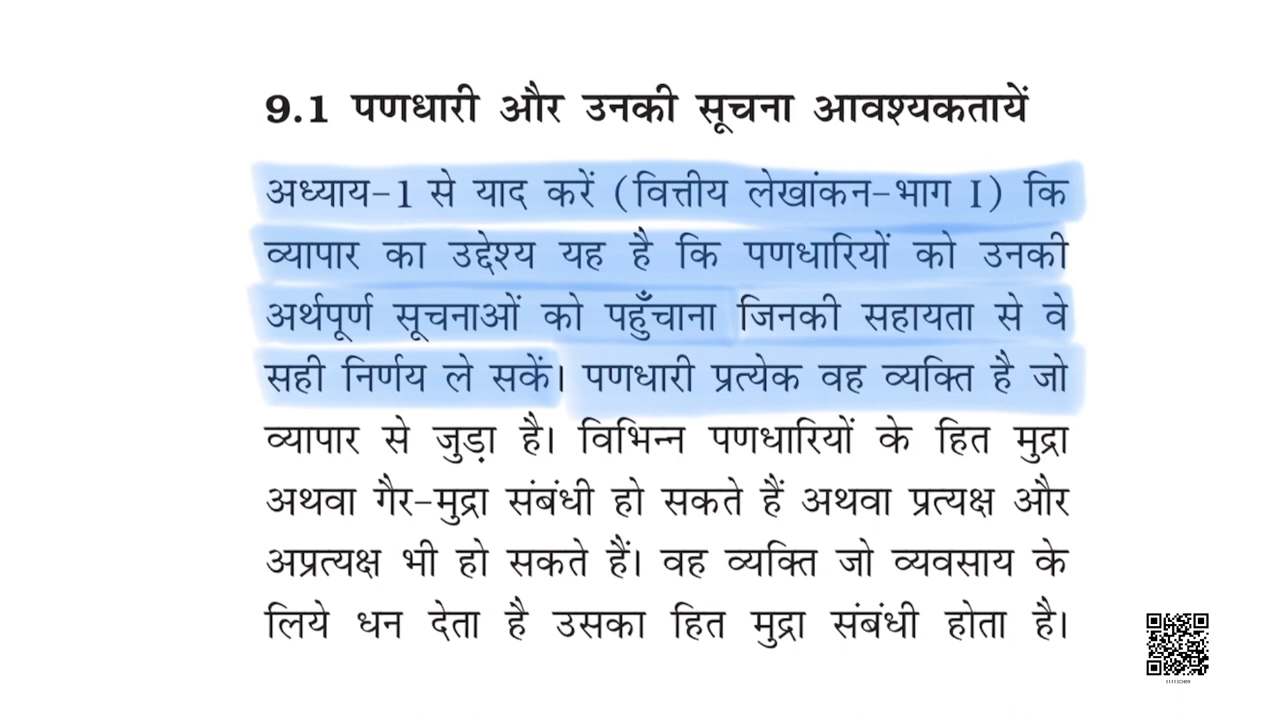 9.1 पणधारी और उनकी सूचना आवश्यकतायें
अध्याय-1 से याद करें (वित्तीय लेखांकन-भाग I) कि
व्यापार का उद्देश्य यह है कि पणधारियों को उनकी
अर्थपूर्ण सूचनाओं को पहुँचाना जिनकी सहायता से वे
सही निर्णय ले सकें। पणधारी प्रत्येक वह व्यक्ति है जो
व्यापार से जुड़ा है। विभिन्न पणधारियों के हित मुद्रा
अथवा गैर-मुद्रा संबंधी हो सकते हैं अथवा प्रत्यक्ष और
अप्रत्यक्ष भी हो सकते हैं। वह व्यक्ति जो व्यवसाय के
लिये धन देता है उसका हित मुद्रा संबंधी होता है।